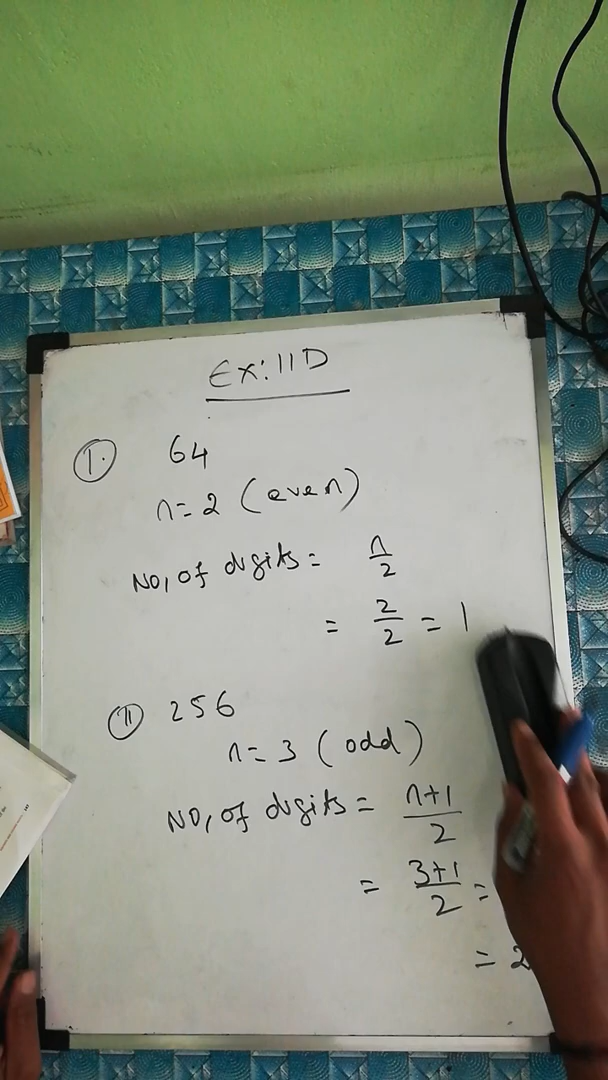 Ex:11D
I. 64
n=2 (even)
No, of digits = n/2
= 2/2 = 1
II 256
n=3 (odd)
No, of digits = n+1/2
= 3+1/2 =
= 2